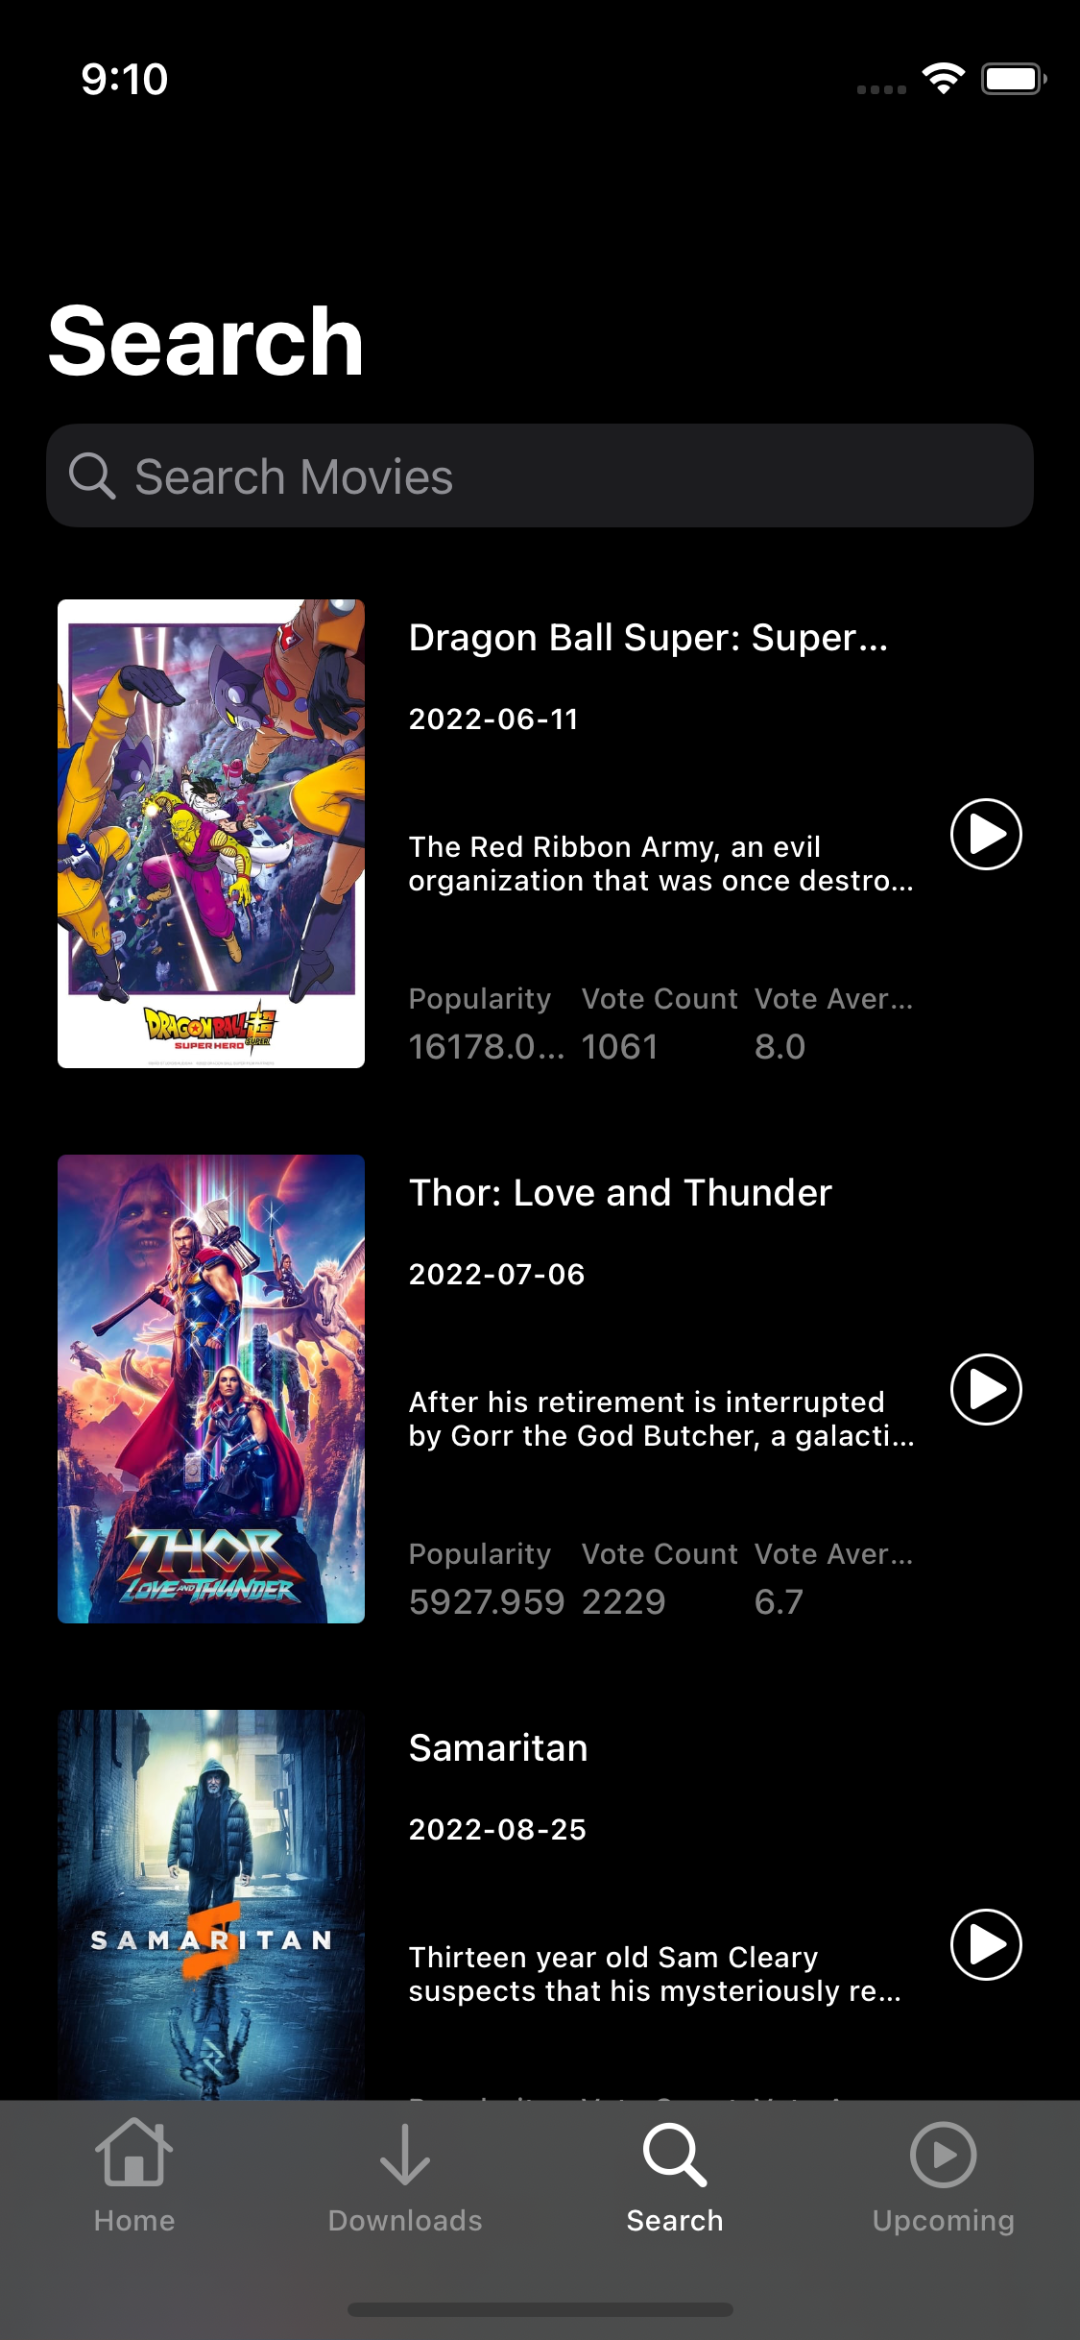 9:10
Search
Search Movies
Dragon Ball Super: Super...
2022-06-11
The Red Ribbon Army, an evil
organization that was once destro...
Popularity Vote Count Vote Aver...
16178.0... 1061 8.0
DRAGON BALL SUPER
SUPER HERO
Thor: Love and Thunder
2022-07-06
After his retirement is interrupted
by Gorr the God Butcher, a galacti...
Popularity Vote Count Vote Aver...
5927.959 2229 6.7
THOR
LOVE AND THUNDER
Samaritan
2022-08-25
SAMARITAN
Thirteen year old Sam Cleary
suspects that his mysteriously re...
Home Downloads Search Upcoming